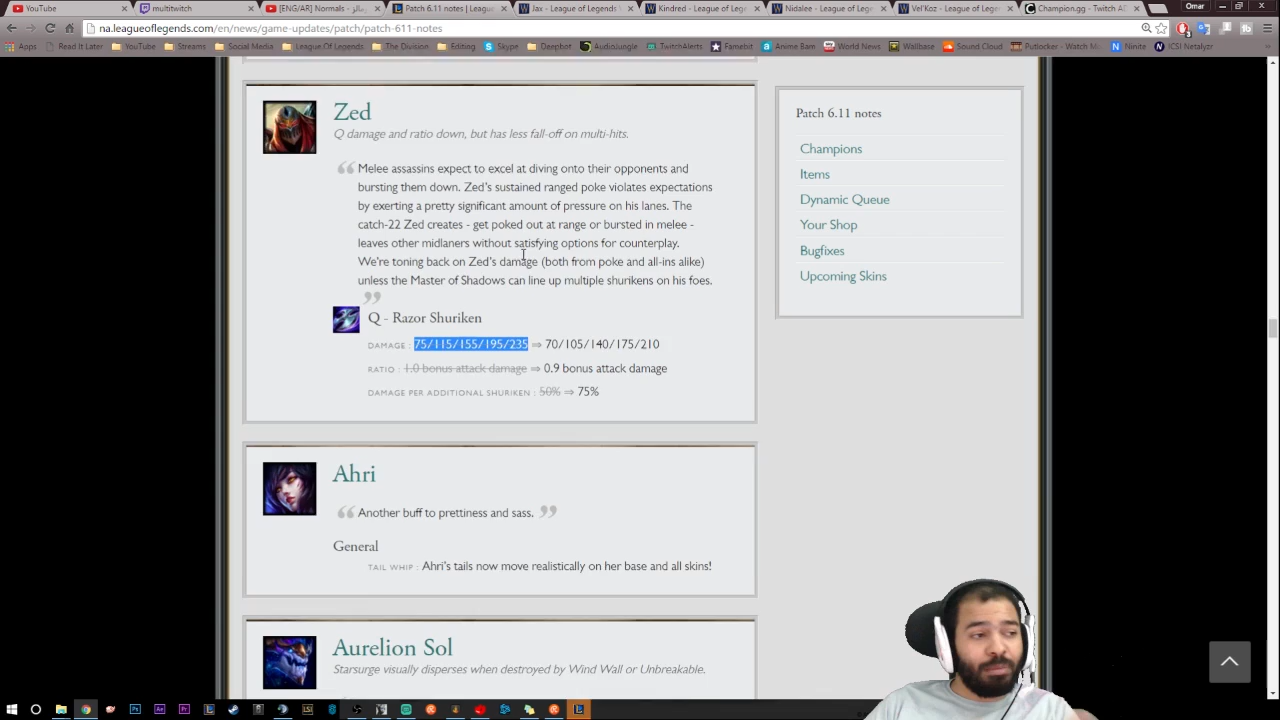 YouTube
multitwitch
[ENG/AR] Normals -
Patch 6.11 notes | Leagu
Jax - League of Legends
Kindred - League of Leg
Nidalee - League of Leg
Vel'Koz - League of Lege
Champion.gg - Twitch AD
Omar
na.leagueoflegends.com/en/news/game-updates/patch/patch-611-notes
Apps
Read It Later
YouTube
Streams
Social Media
League Of Legends
The Division
Editing
Skype
Deepbot
AudioJungle
TwitchAlerts
Famebit
Anime Bam
World News
Wallbase
Sound Cloud
Putlocker - Watch Mo
Ninite
ICSI Netalyzr
Zed
Q damage and ratio down, but has less fall-off on multi-hits.
“ Melee assassins expect to excel at diving onto their opponents and
bursting them down. Zed's sustained ranged poke violates expectations
by exerting a pretty significant amount of pressure on his lanes. The
catch-22 Zed creates - get poked out at range or bursted in melee -
leaves other midlaners without satisfying options for counterplay.
We're toning back on Zed's damage (both from poke and all-ins alike)
unless the Master of Shadows can line up multiple shurikens on his foes.
”
Q - Razor Shuriken
DAMAGE : 75/115/155/195/235 ⇒ 70/105/140/175/210
RATIO : 1.0 bonus attack damage ⇒ 0.9 bonus attack damage
DAMAGE PER ADDITIONAL SHURIKEN : 50% ⇒ 75%
Ahri
“ Another buff to prettiness and sass. ”
General
TAIL WHIP : Ahri's tails now move realistically on her base and all skins!
Aurelion Sol
Starsurge visually disperses when destroyed by Wind Wall or Unbreakable.
Patch 6.11 notes
Champions
Items
Dynamic Queue
Your Shop
Bugfixes
Upcoming Skins